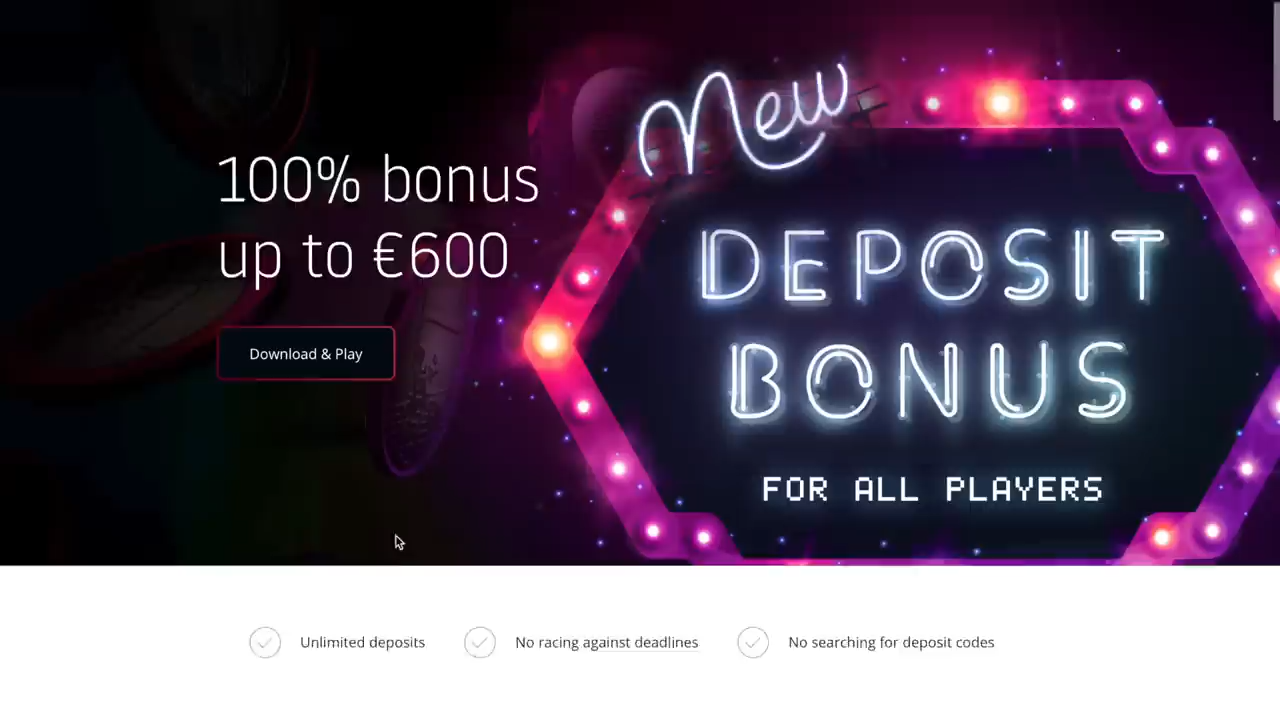 New
100% bonus
up to €600
DEPOSIT
BONUS
Download & Play
FOR ALL PLAYERS
Unlimited deposits
No racing against deadlines
No searching for deposit codes